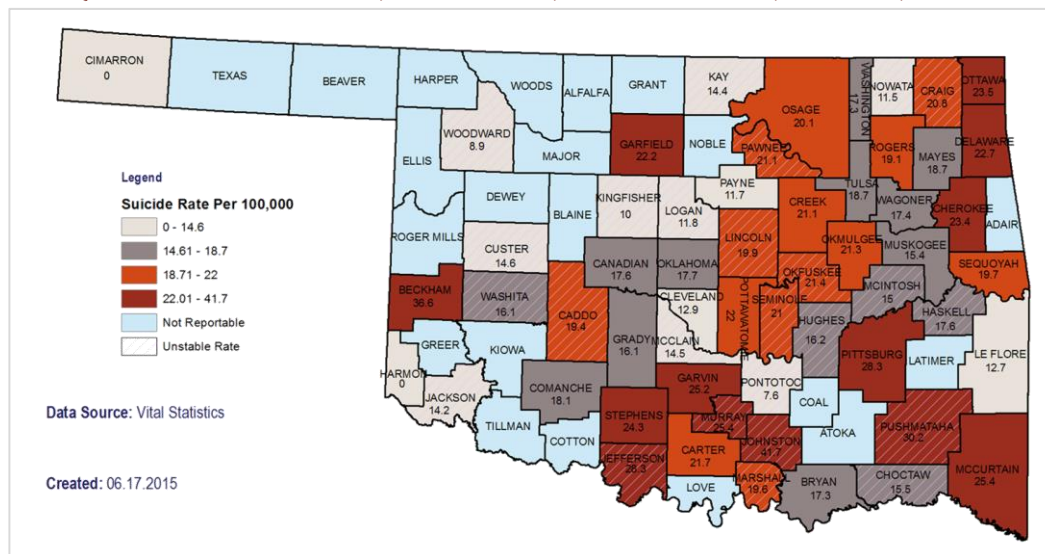 CIMARRON
0
TEXAS
BEAVER
HARPER
WOODS
ALFALFA
GRANT
KAY
14.4
OSAGE
20.1
WASHINGTON
17.3
NOWATA
11.5
CRAIG
20.8
OTTAWA
23.5
WOODWARD
8.9
GARFIELD
22.2
NOBLE
PAWNEE
21.1
ROGERS
19.1
MAYES
18.7
DELAWARE
22.7
ELLIS
MAJOR
Legend
Suicide Rate Per 100,000
0 - 14.6
14.61 - 18.7
18.71 - 22
22.01 - 41.7
Not Reportable
Unstable Rate
DEWEY
BLAINE
KINGFISHER
10
LOGAN
11.8
PAYNE
11.7
CREEK
21.1
TULSA
18.7
WAGONER
17.4
CHEROKEE
23.4
ADAIR
ROGER MILLS
CUSTER
14.6
CANADIAN
17.6
OKLAHOMA
17.7
LINCOLN
19.9
OKMULGEE
21.3
MUSKOGEE
15.4
SEQUOYAH
19.7
OKFUSKEE
21.4
MCINTOSH
15
BECKHAM
36.6
WASHITA
16.1
CADDO
19.4
CLEVELAND
12.9
POTTAWATOMIE
22
SEMINOLE
21
HUGHES
16.2
HASKELL
17.6
GREER
KIOWA
GRADY
16.1
MCCLAIN
14.5
PITTSBURG
28.3
LATIMER
LE FLORE
12.7
HARMON
0
JACKSON
14.2
COMANCHE
18.1
GARVIN
25.2
PONTOTOC
7.6
COAL
Data Source: Vital Statistics
TILLMAN
COTTON
STEPHENS
24.3
MURRAY
25.4
JOHNSTON
41.7
ATOKA
PUSHMATAHA
30.2
JEFFERSON
28.3
CARTER
21.7
MCCURTAIN
25.4
Created: 06.17.2015
LOVE
MARSHALL
19.6
BRYAN
17.3
CHOCTAW
15.5